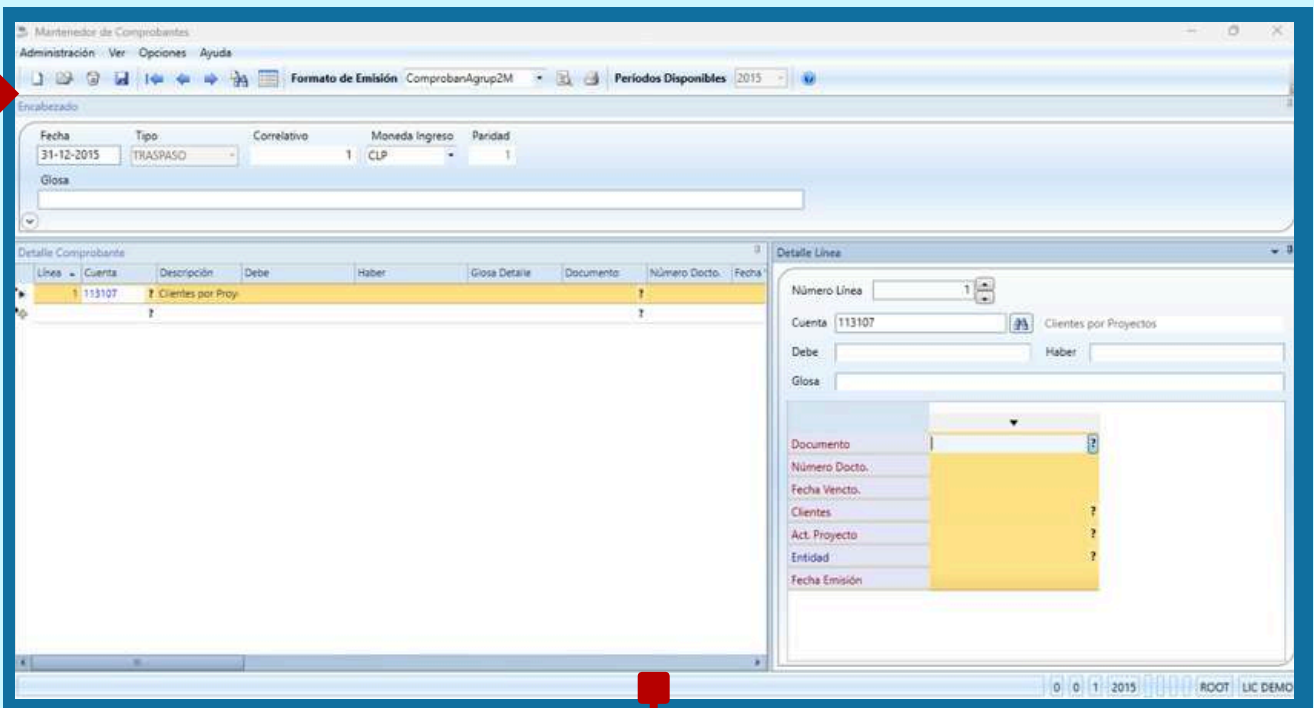 Mantenedor de Comprobantes
Administración Ver Opciones Ayuda
Formato de Emisión ComprobanAgrup2M Períodos Disponibles 2015
Encabezado
Fecha Tipo Correlativo Moneda Ingreso Paridad
31-12-2015 TRASPASO 1 CLP 1
Glosa
Detalle Comprobante
Línea Cuenta Descripción Debe Haber Glosa Detalle Documento Número Docto. Fecha
1 113107 ? Clientes por Proy ?
? ?
Detalle Línea
Número Línea 1
Cuenta 113107 Clientes por Proyectos
Debe Haber
Glosa
Documento ?
Número Docto.
Fecha Vencto.
Clientes ?
Act. Proyecto ?
Entidad ?
Fecha Emisión
0 0 1 2015 ROOT LIC DEMO